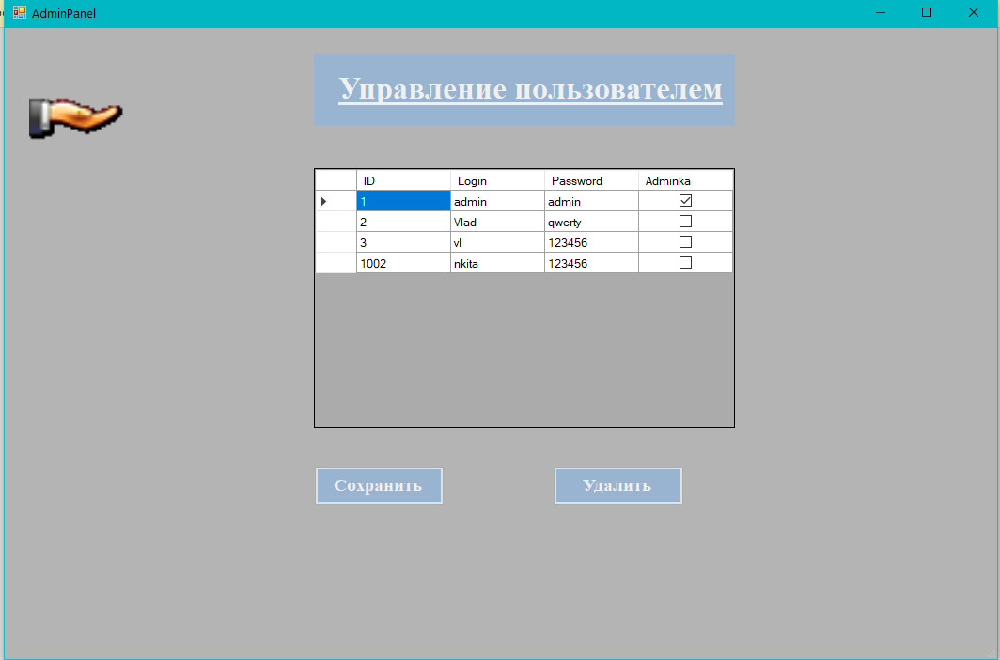 AdminPanel
Управление пользователем
ID Login Password Adminka
1 admin admin
2 Vlad qwerty
3 vl 123456
1002 nkita 123456
Сохранить Удалить